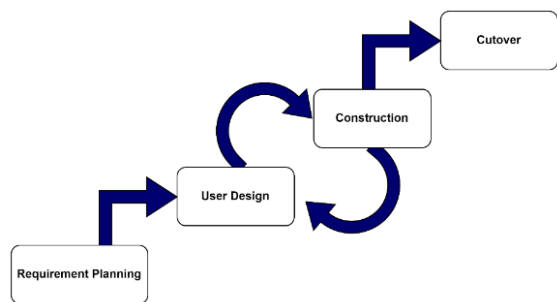 Cutover
Construction
User Design
Requirement Planning